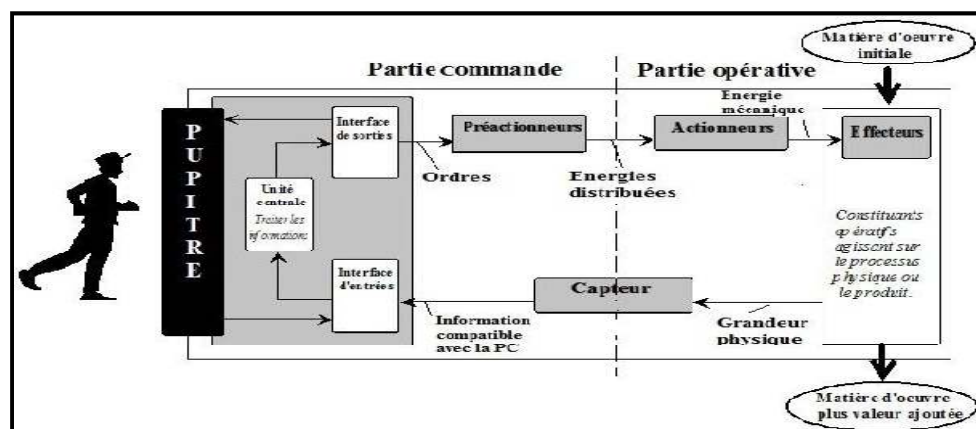 Matière d'oeuvre
initiale
Partie commande
Partie opérative
Energie
mécanique
PUPITRE
Interface
de sorties
Préactionneurs
Actionneurs
Effecteurs
Ordres
Energies
distribuées
Unité
centrale
Traiter les
informations
Constituants
opératifs
agissent sur
le processus
physique ou
le produit.
Interface
d'entrées
Capteur
Information
compatible
avec la PC
Grandeur
physique
Matière d'oeuvre
plus valeur ajoutée